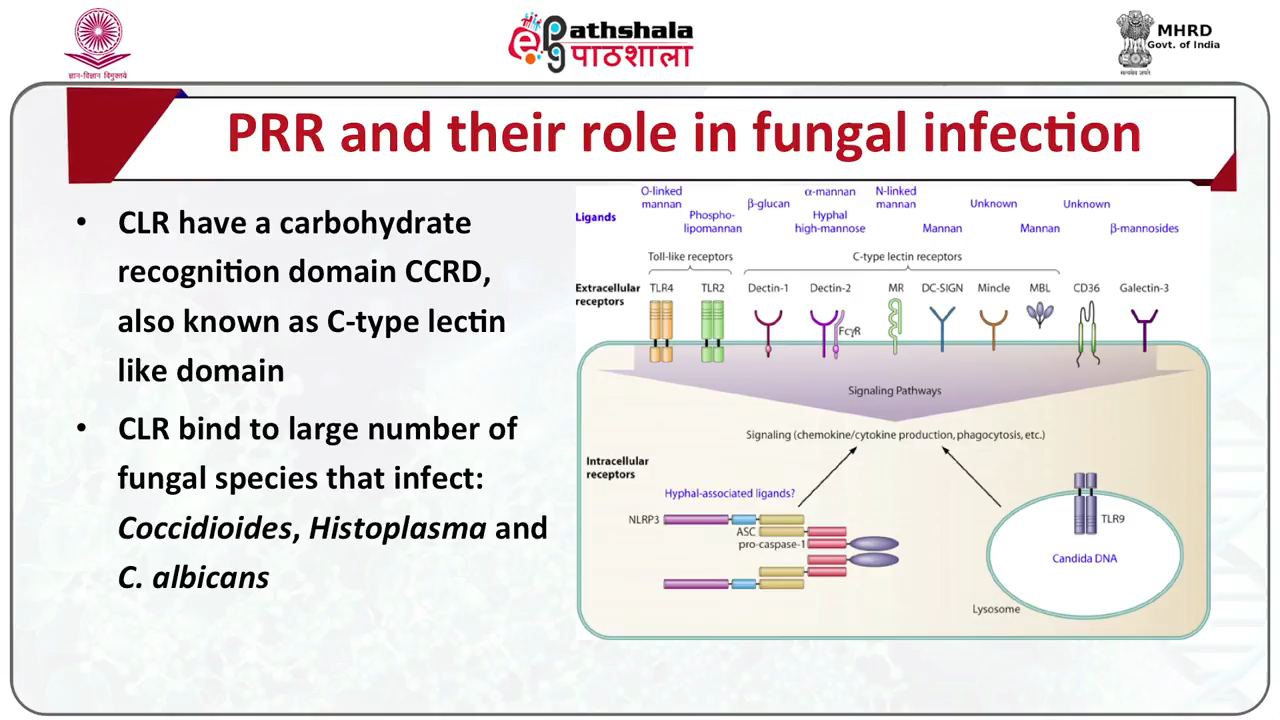 ज्ञान-विज्ञान विमुक्तये
ePG Pathshala
पाठशाला
सत्यमेव जयते
MHRD
Govt. of India
PRR and their role in fungal infection
• CLR have a carbohydrate
recognition domain CCRD,
also known as C-type lectin
like domain
• CLR bind to large number of
fungal species that infect:
Coccidioides, Histoplasma and
C. albicans
Ligands
O-linked
mannan
Phospho-
lipomannan
β-glucan
α-mannan
Hyphal
high-mannose
N-linked
mannan
Mannan
Unknown
Mannan
Unknown
β-mannosides
Toll-like receptors
C-type lectin receptors
Extracellular
receptors
TLR4
TLR2
Dectin-1
Dectin-2
MR
DC-SIGN
Mincle
MBL
CD36
Galectin-3
FcγR
Signaling Pathways
Signaling (chemokine/cytokine production, phagocytosis, etc.)
Intracellular
receptors
Hyphal-associated ligands?
NLRP3
ASC
pro-caspase-1
TLR9
Candida DNA
Lysosome